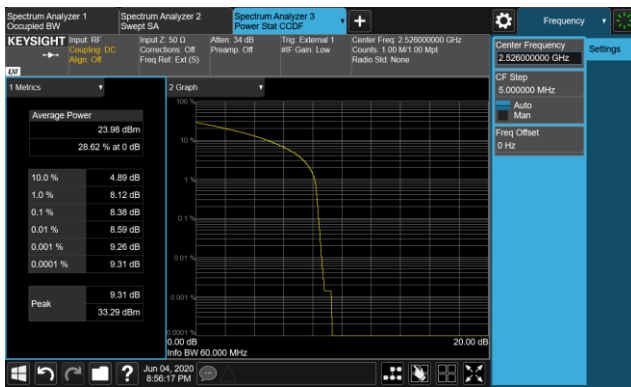 Spectrum Analyzer 1
Occupied BW
Spectrum Analyzer 2
Swept SA
Spectrum Analyzer 3
Power Stat CCDF
Frequency
KEYSIGHT
Input: RF
Coupling: DC
Align: Off
Input Z: 50 Ω
Corrections: Off
Freq Ref: Ext (S)
Atten: 34 dB
Preamp: Off
Trig: External 1
#IF Gain: Low
Center Freq: 2.526000000 GHz
Counts: 1.00 M/1.00 Mpt
Radio Std: None
LXI
1 Metrics
Average Power
23.98 dBm
28.62 % at 0 dB
10.0 % 4.89 dB
1.0 % 8.12 dB
0.1 % 8.38 dB
0.01 % 8.59 dB
0.001 % 9.26 dB
0.0001 % 9.31 dB
Peak
9.31 dB
33.29 dBm
2 Graph
100 %
10 %
1 %
0.1 %
0.01 %
0.001 %
0.0001 %
0.00 dB
20.00 dB
Info BW 60.000 MHz
Center Frequency
2.526000000 GHz
Settings
CF Step
5.000000 MHz
Auto
Man
Freq Offset
0 Hz
?
Jun 04, 2020
8:56:17 PM